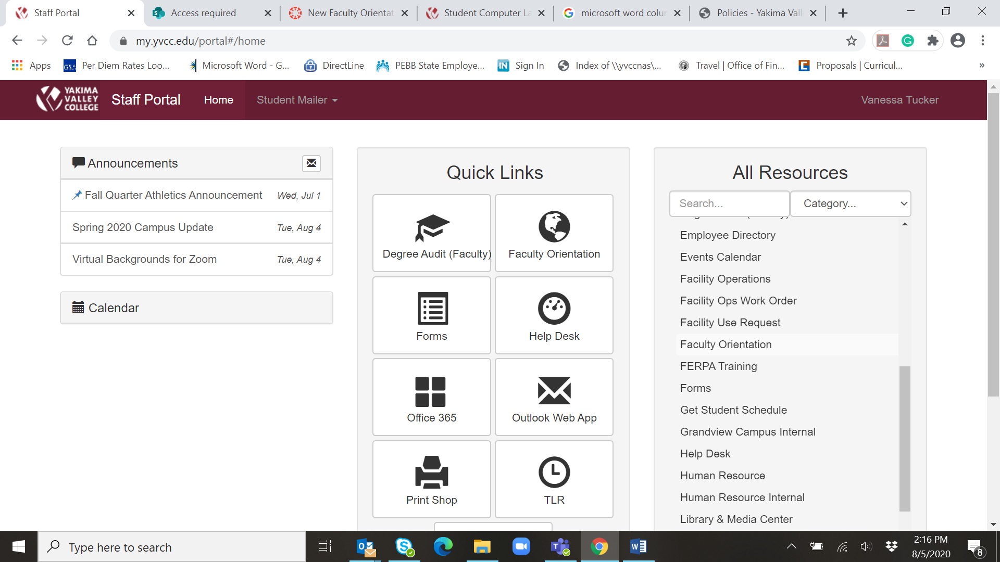 Staff Portal
Access required
New Faculty Orientat
Student Computer La
microsoft word colu
Policies - Yakima Vall
my.yvcc.edu/portal#/home
Apps
GSA
Per Diem Rates Loo...
Microsoft Word - G...
DirectLine
PEBB State Employe...
IN
Sign In
Index of \\yvccnas\...
Travel | Office of Fin...
Proposals | Curricul...
»
YAKIMA
VALLEY
COLLEGE
Staff Portal
Home
Student Mailer
Vanessa Tucker
Announcements
Fall Quarter Athletics Announcement
Wed, Jul 1
Spring 2020 Campus Update
Tue, Aug 4
Virtual Backgrounds for Zoom
Tue, Aug 4
Calendar
Quick Links
Degree Audit (Faculty)
Faculty Orientation
Forms
Help Desk
Office 365
Outlook Web App
Print Shop
TLR
All Resources
Search...
Category...
Employee Directory
Events Calendar
Facility Operations
Facility Ops Work Order
Facility Use Request
Faculty Orientation
FERPA Training
Forms
Get Student Schedule
Grandview Campus Internal
Help Desk
Human Resource
Human Resource Internal
Library & Media Center
Type here to search
2:16 PM
8/5/2020
8